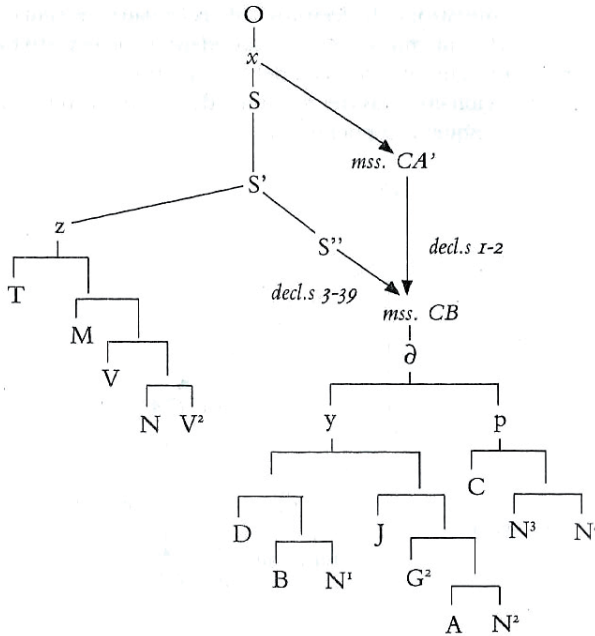 O
x
S
mss. CA'
S'
z
S''
decl.s 1-2
T
decl.s 3-39
mss. CB
M
∂
V
N V²
y p
C
D J N³ N
B N¹ G²
A N²